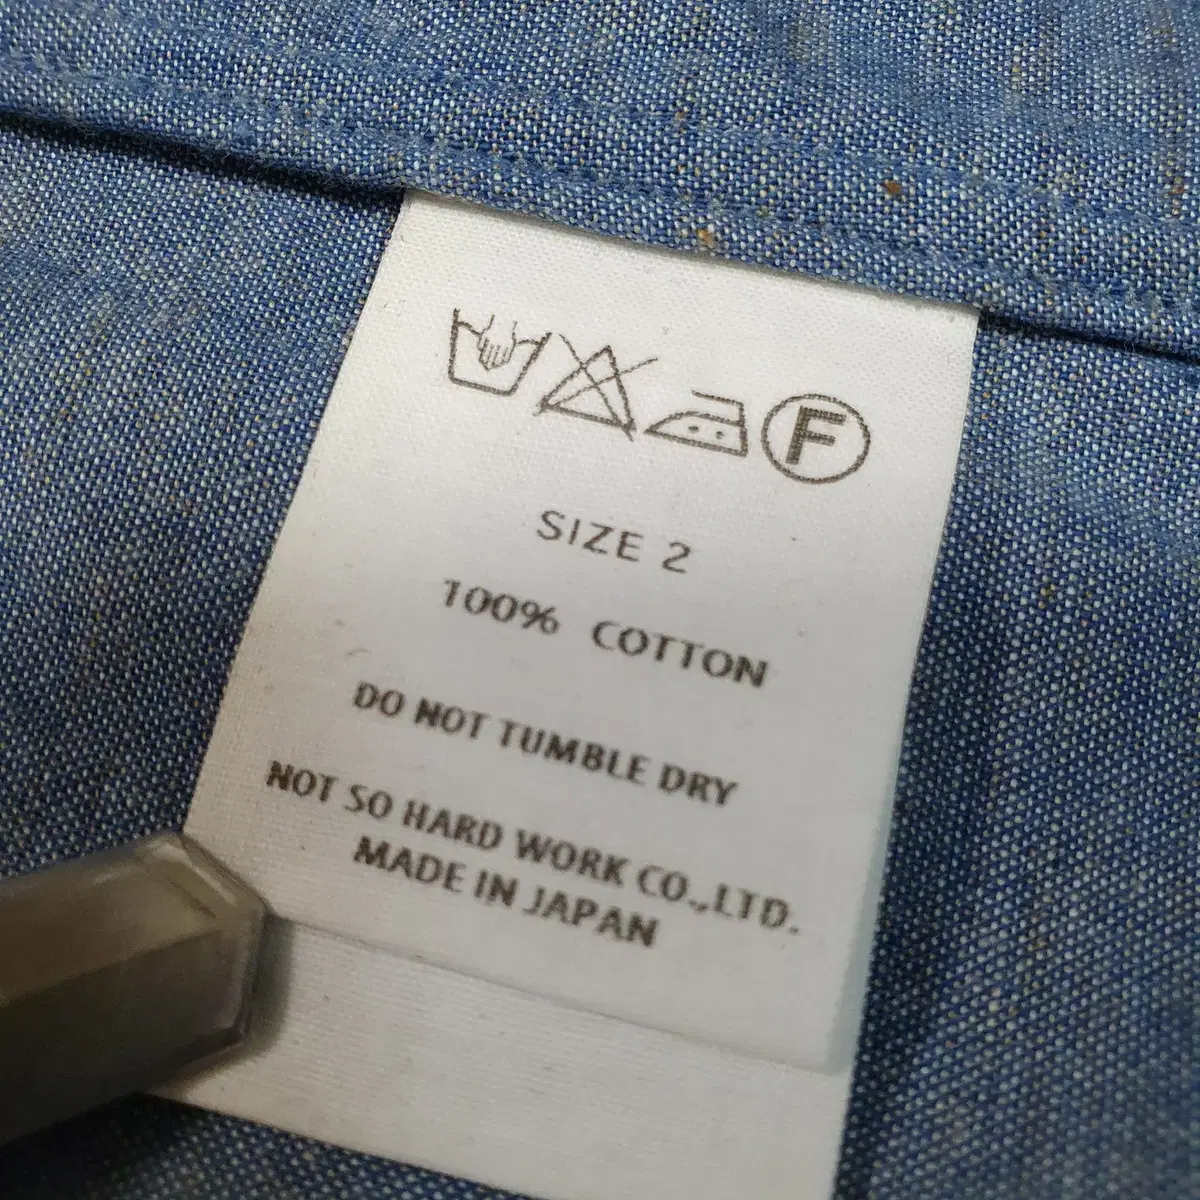 F
SIZE 2
100% COTTON
DO NOT TUMBLE DRY
NOT SO HARD WORK CO.,LTD.
MADE IN JAPAN